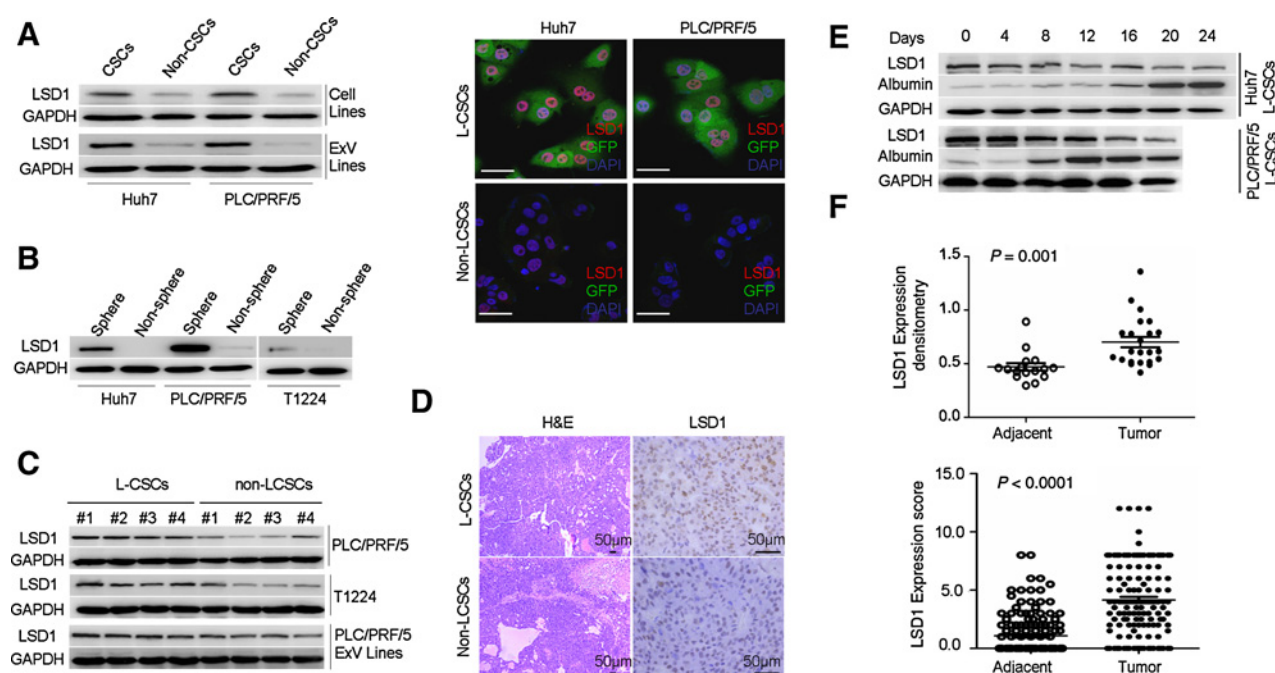 A
CSCs Non-CSCs CSCs Non-CSCs
LSD1
GAPDH
Cell Lines
LSD1
GAPDH
ExV Lines
Huh7 PLC/PRF/5
Huh7 PLC/PRF/5
L-CSCs
LSD1
GFP
DAPI
LSD1
GFP
DAPI
Non-LCSCs
LSD1
GFP
DAPI
LSD1
GFP
DAPI
B
Sphere Non-sphere Sphere Non-sphere Sphere Non-sphere
LSD1
GAPDH
Huh7 PLC/PRF/5 T1224
C
L-CSCs non-LCSCs
#1 #2 #3 #4 #1 #2 #3 #4
LSD1
GAPDH
PLC/PRF/5
LSD1
GAPDH
T1224
LSD1
GAPDH
PLC/PRF/5
ExV Lines
D
H&E LSD1
L-CSCs
50µm 50µm
Non-LCSCs
50µm 50µm
E
Days 0 4 8 12 16 20 24
LSD1
Albumin
GAPDH
Huh7
L-CSCs
LSD1
Albumin
GAPDH
PLC/PRF/5
L-CSCs
F
P = 0.001
LSD1 Expression
densitometry
1.5
1.0
0.5
0.0
Adjacent Tumor
P < 0.0001
LSD1 Expression score
15.0
10.0
5.0
0.0
Adjacent Tumor